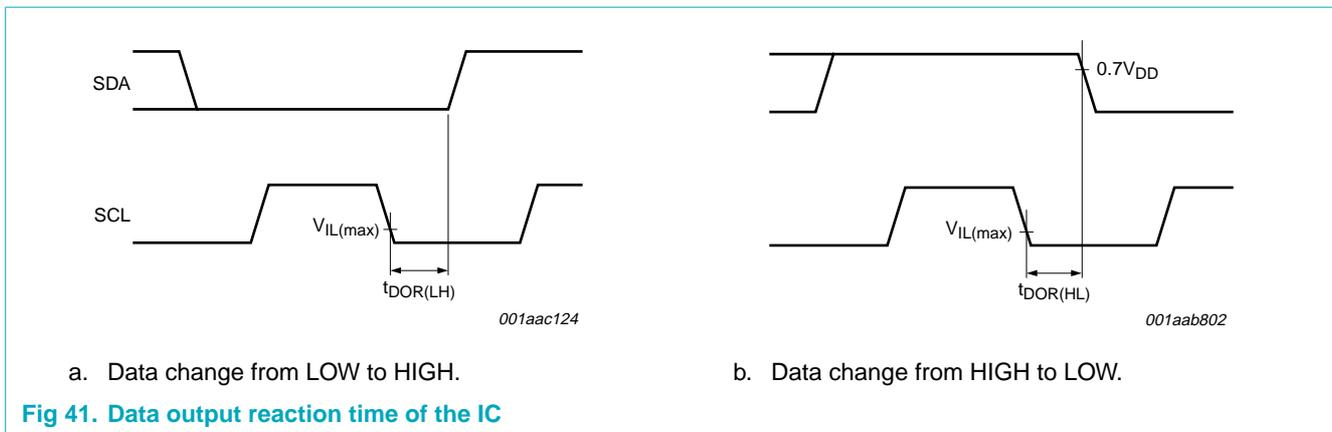 SDA
SCL
VIL(max)
tDOR(LH)
001aac124
a. Data change from LOW to HIGH.
0.7VDD
VIL(max)
tDOR(HL)
001aab802
b. Data change from HIGH to LOW.
Fig 41. Data output reaction time of the IC